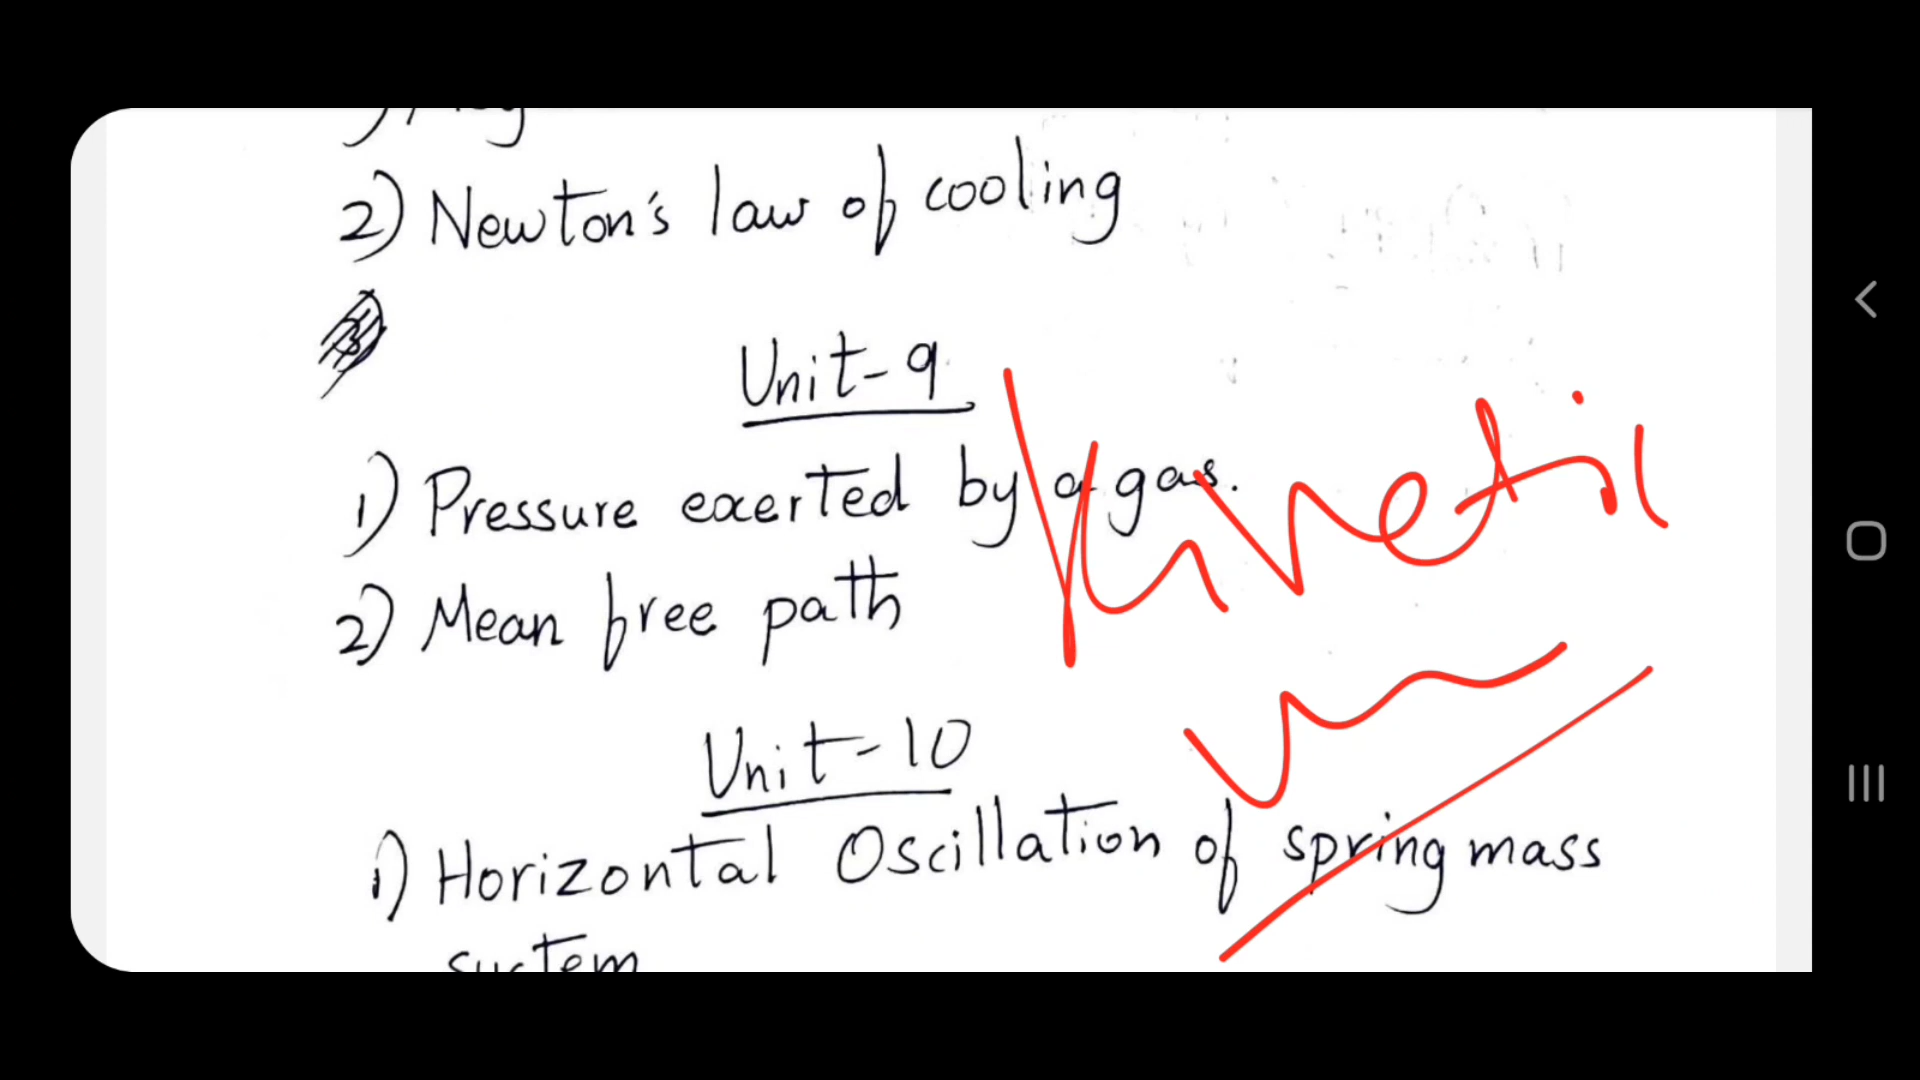 2) Newton's law of cooling
Unit-9
1) Pressure exerted by a gas.
Kinetic
2) Mean free path
Unit-10
1) Horizontal Oscillation of spring mass
system